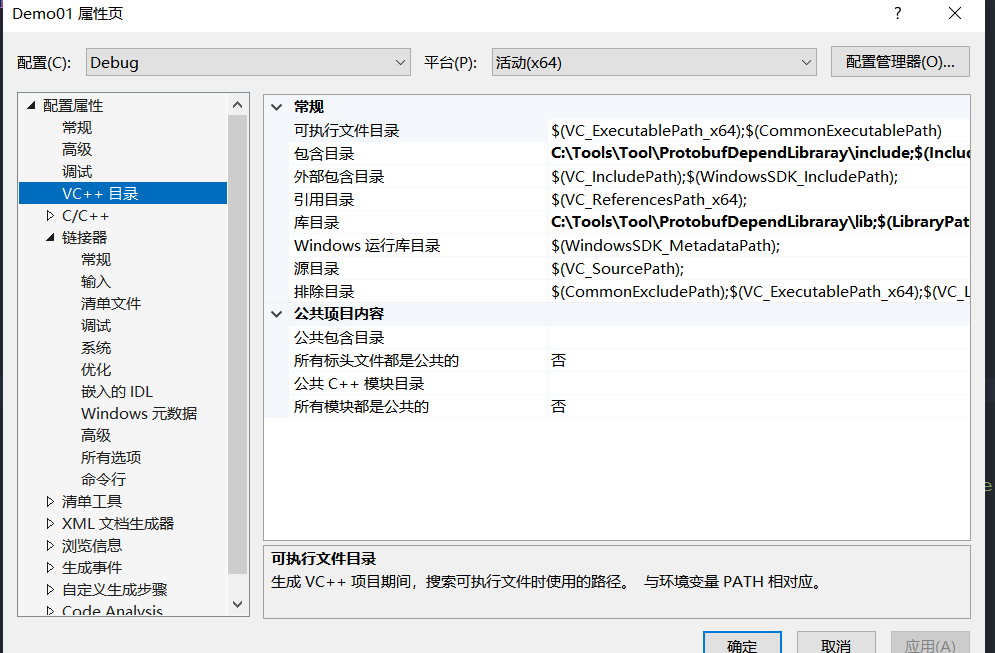 Demo01 属性页
?
配置(C):
Debug
平台(P):
活动(x64)
配置管理器(O)...
配置属性
常规
高级
调试
VC++ 目录
C/C++
链接器
常规
输入
清单文件
调试
系统
优化
嵌入的 IDL
Windows 元数据
高级
所有选项
命令行
清单工具
XML 文档生成器
浏览信息
生成事件
自定义生成步骤
Code Analysis
常规
可执行文件目录 $(VC_ExecutablePath_x64);$(CommonExecutablePath)
包含目录 C:\Tools\Tool\ProtobufDependLibraray\include;$(Includ
外部包含目录 $(VC_IncludePath);$(WindowsSDK_IncludePath);
引用目录 $(VC_ReferencesPath_x64);
库目录 C:\Tools\Tool\ProtobufDependLibraray\lib;$(LibraryPat
Windows 运行库目录 $(WindowsSDK_MetadataPath);
源目录 $(VC_SourcePath);
排除目录 $(CommonExcludePath);$(VC_ExecutablePath_x64);$(VC_L
公共项目内容
公共包含目录
所有标头文件都是公共的 否
公共 C++ 模块目录
所有模块都是公共的 否
可执行文件目录
生成 VC++ 项目期间，搜索可执行文件时使用的路径。 与环境变量 PATH 相对应。
确定
取消
应用(A)